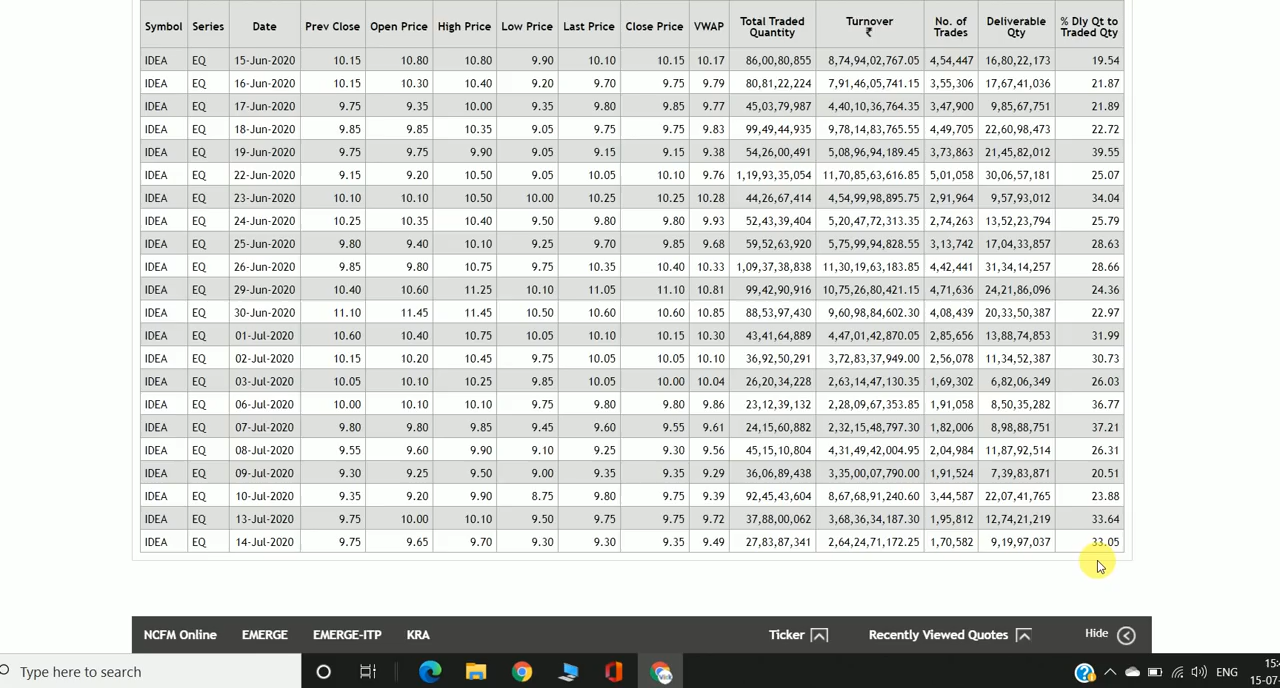 Symbol Series Date Prev Close Open Price High Price Low Price Last Price Close Price VWAP Total Traded Quantity Turnover ₹ No. of Trades Deliverable Qty % Dly Qt to Traded Qty
IDEA EQ 15-Jun-2020 10.15 10.80 10.80 9.90 10.10 10.15 10.17 86,00,80,855 8,74,94,02,767.05 4,54,447 16,80,22,173 19.54
IDEA EQ 16-Jun-2020 10.15 10.30 10.40 9.20 9.70 9.75 9.79 80,81,22,224 7,91,46,05,741.15 3,55,306 17,67,41,036 21.87
IDEA EQ 17-Jun-2020 9.75 9.35 10.00 9.35 9.80 9.85 9.77 45,03,79,987 4,40,10,36,764.35 3,47,900 9,85,67,751 21.89
IDEA EQ 18-Jun-2020 9.85 9.85 10.35 9.05 9.75 9.75 9.83 99,49,44,935 9,78,14,83,765.55 4,49,705 22,60,98,473 22.72
IDEA EQ 19-Jun-2020 9.75 9.75 9.90 9.05 9.15 9.15 9.38 54,26,00,491 5,08,96,94,189.45 3,73,863 21,45,82,012 39.55
IDEA EQ 22-Jun-2020 9.15 9.20 10.50 9.05 10.05 10.10 9.76 1,19,93,35,054 11,70,85,63,616.85 5,01,058 30,06,57,181 25.07
IDEA EQ 23-Jun-2020 10.10 10.10 10.50 10.00 10.25 10.25 10.28 44,26,67,414 4,54,99,98,895.75 2,91,964 9,57,93,012 34.04
IDEA EQ 24-Jun-2020 10.25 10.35 10.40 9.50 9.80 9.80 9.93 52,43,39,404 5,20,47,72,313.35 2,74,263 13,52,23,794 25.79
IDEA EQ 25-Jun-2020 9.80 9.40 10.10 9.25 9.70 9.85 9.68 59,52,63,920 5,75,99,94,828.55 3,13,742 17,04,33,857 28.63
IDEA EQ 26-Jun-2020 9.85 9.80 10.75 9.75 10.35 10.40 10.33 1,09,37,38,838 11,30,19,63,183.85 4,42,441 31,34,14,257 28.66
IDEA EQ 29-Jun-2020 10.40 10.60 11.25 10.10 11.05 11.10 10.81 99,42,90,916 10,75,26,80,421.15 4,71,636 24,21,86,096 24.36
IDEA EQ 30-Jun-2020 11.10 11.45 11.45 10.50 10.60 10.60 10.85 88,53,97,430 9,60,98,84,602.30 4,08,439 20,33,50,387 22.97
IDEA EQ 01-Jul-2020 10.60 10.40 10.75 10.05 10.10 10.15 10.30 43,41,64,889 4,47,01,42,870.05 2,85,656 13,88,74,853 31.99
IDEA EQ 02-Jul-2020 10.15 10.20 10.45 9.75 10.05 10.05 10.10 36,92,50,291 3,72,83,37,949.00 2,56,078 11,34,52,387 30.73
IDEA EQ 03-Jul-2020 10.05 10.10 10.25 9.85 10.05 10.00 10.04 26,20,34,228 2,63,14,47,130.35 1,69,302 6,82,06,349 26.03
IDEA EQ 06-Jul-2020 10.00 10.10 10.10 9.75 9.80 9.80 9.86 23,12,39,132 2,28,09,67,353.85 1,91,058 8,50,35,282 36.77
IDEA EQ 07-Jul-2020 9.80 9.80 9.85 9.45 9.60 9.55 9.61 24,15,60,882 2,32,15,48,797.30 1,82,006 8,98,88,751 37.21
IDEA EQ 08-Jul-2020 9.55 9.60 9.90 9.10 9.25 9.30 9.56 45,15,10,804 4,31,49,42,004.95 2,04,984 11,87,92,514 26.31
IDEA EQ 09-Jul-2020 9.30 9.25 9.50 9.00 9.35 9.35 9.29 36,06,89,438 3,35,00,07,790.00 1,91,524 7,39,83,871 20.51
IDEA EQ 10-Jul-2020 9.35 9.20 9.90 8.75 9.80 9.75 9.39 92,45,43,604 8,67,68,91,240.60 3,44,587 22,07,41,765 23.88
IDEA EQ 13-Jul-2020 9.75 10.00 10.10 9.50 9.75 9.75 9.72 37,88,00,062 3,68,36,34,187.30 1,95,812 12,74,21,219 33.64
IDEA EQ 14-Jul-2020 9.75 9.65 9.70 9.30 9.30 9.35 9.49 27,83,87,341 2,64,24,71,172.25 1,70,582 9,19,97,037 33.05
NCFM Online EMERGE EMERGE-ITP KRA Ticker Recently Viewed Quotes Hide
Type here to search ENG